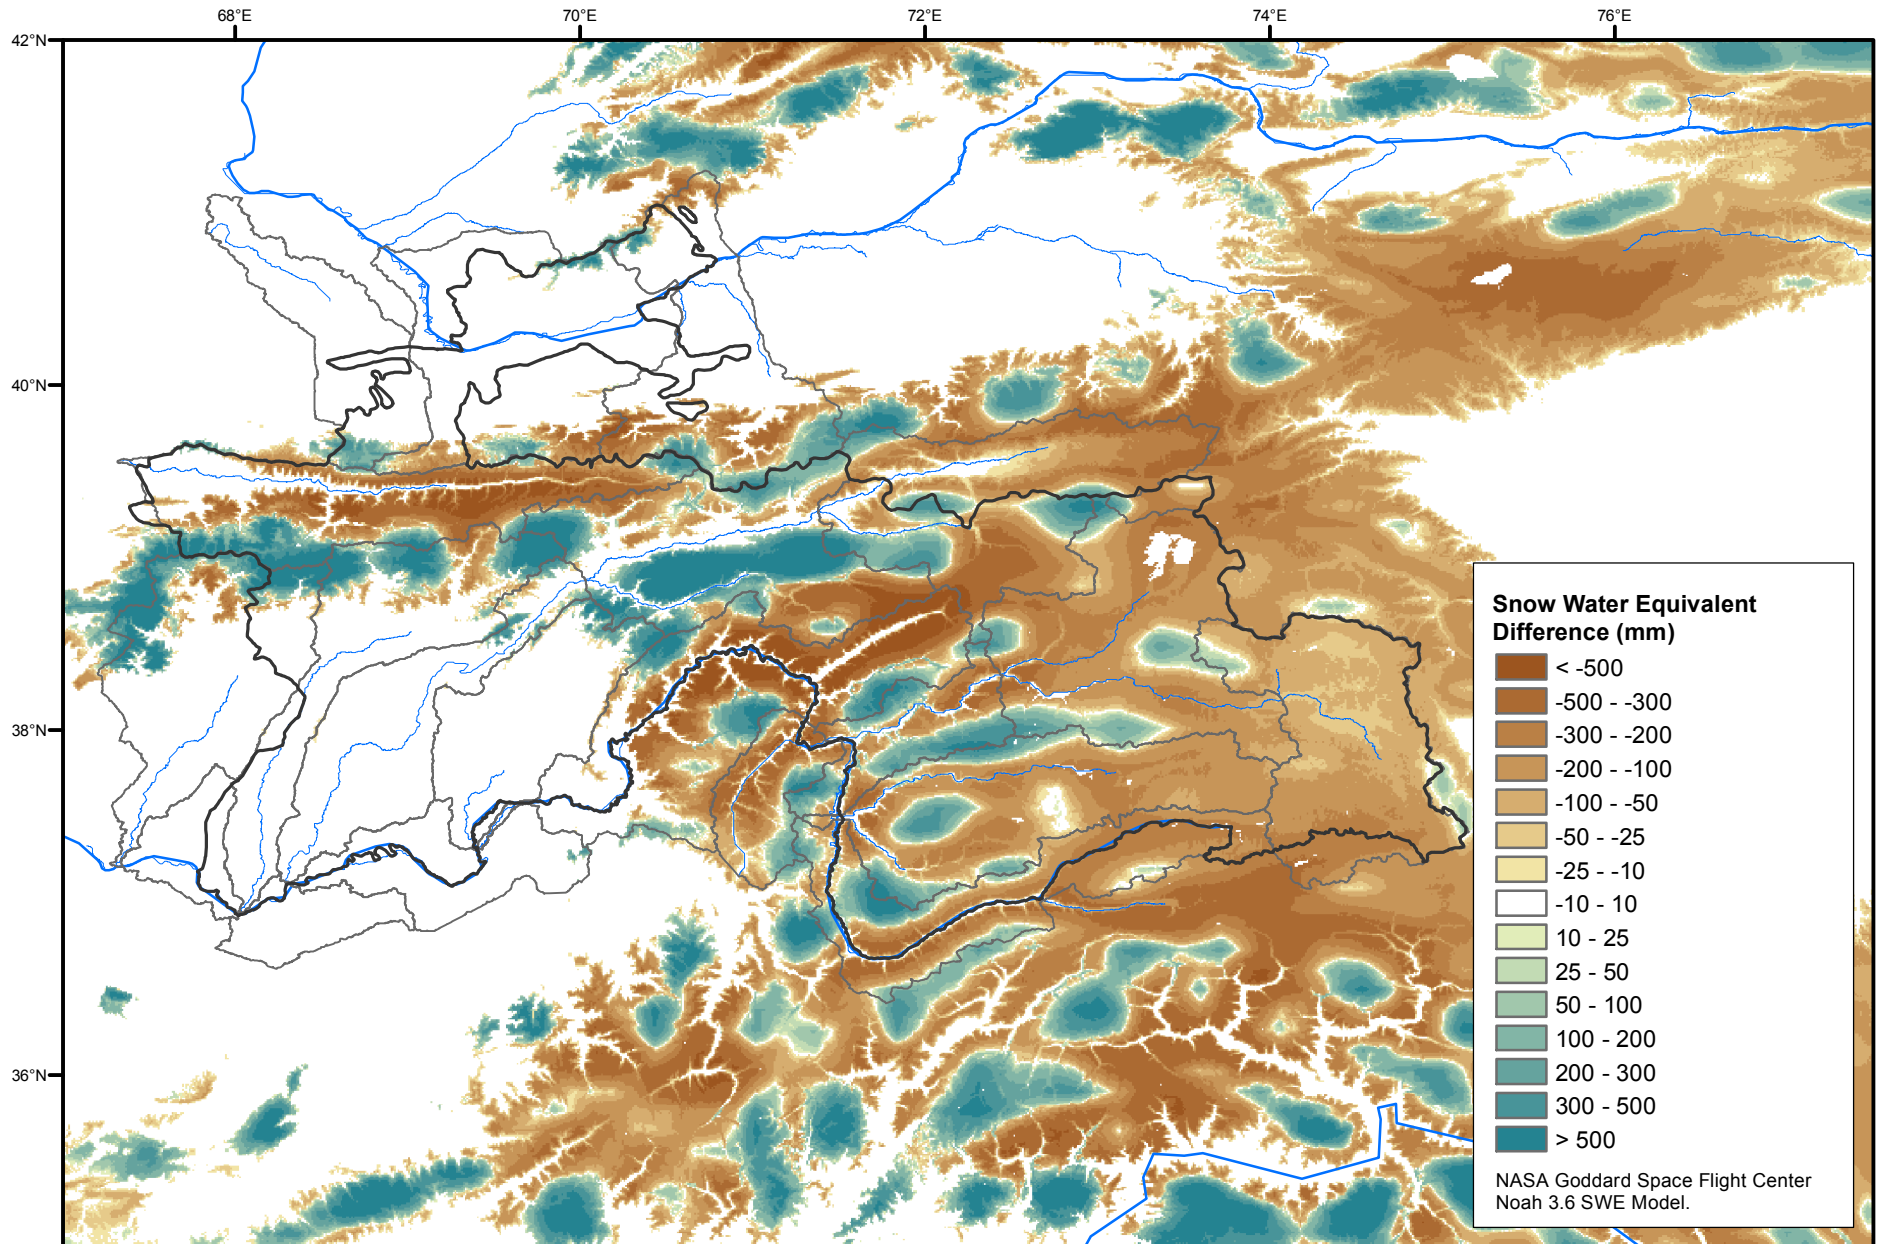 68°E
70°E
72°E
74°E
76°E
42°N
40°N
38°N
36°N
Snow Water Equivalent
Difference (mm)
< -500
-500 - -300
-300 - -200
-200 - -100
-100 - -50
-50 - -25
-25 - -10
-10 - 10
10 - 25
25 - 50
50 - 100
100 - 200
200 - 300
300 - 500
> 500
NASA Goddard Space Flight Center
Noah 3.6 SWE Model.